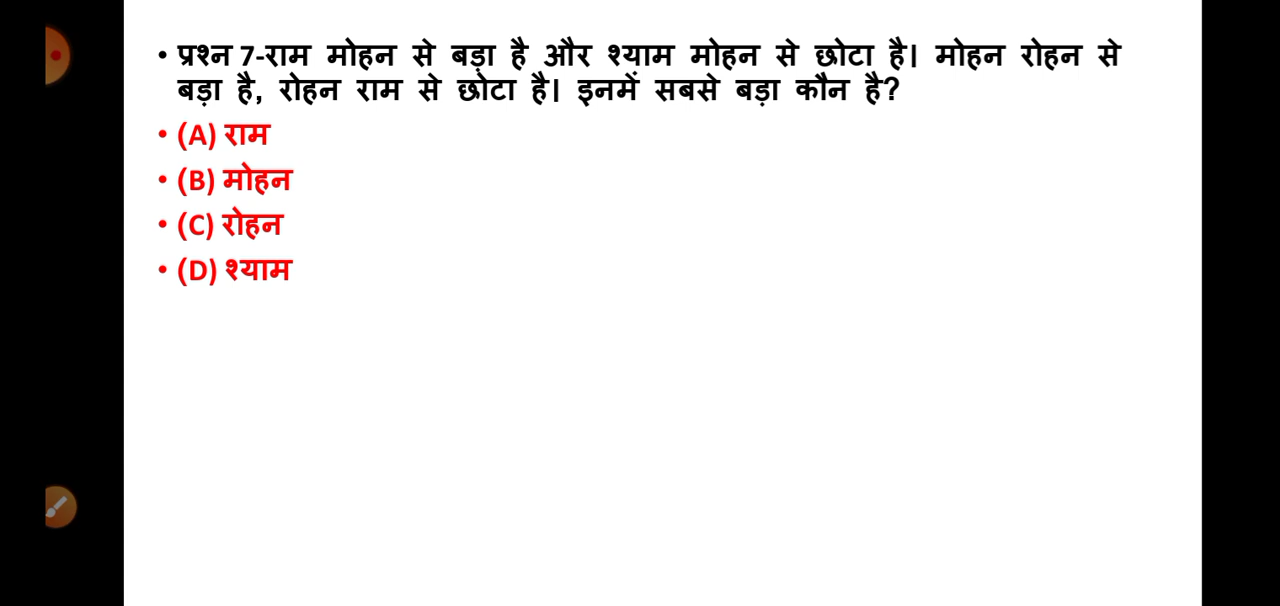 • प्रश्न 7-राम मोहन से बड़ा है और श्याम मोहन से छोटा है। मोहन रोहन से
बड़ा है, रोहन राम से छोटा है। इनमें सबसे बड़ा कौन है?
• (A) राम
• (B) मोहन
• (C) रोहन
• (D) श्याम